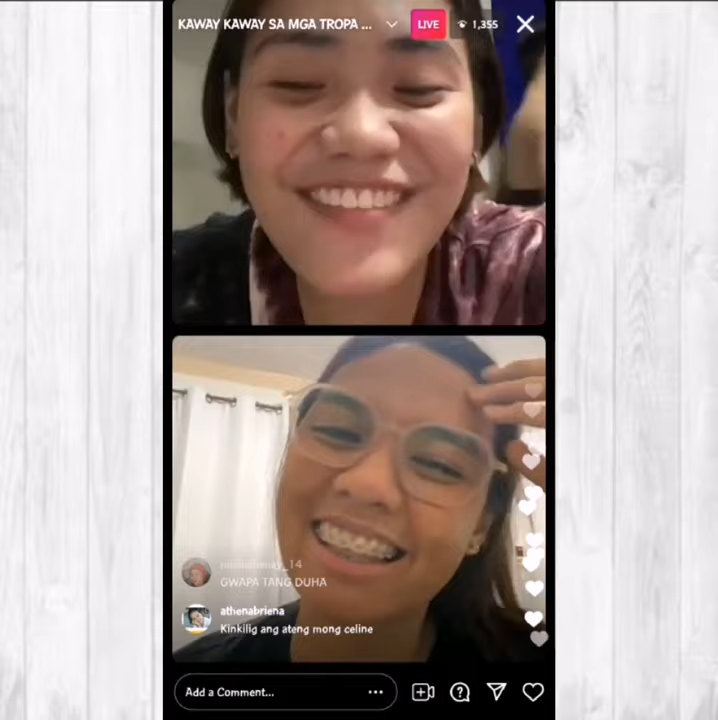 KAWAY KAWAY SA MGA TROPA ...
LIVE
1,355
GWAPA TANG DUHA
athenabriena
Kinkilig ang ateng mong celine
Add a Comment...